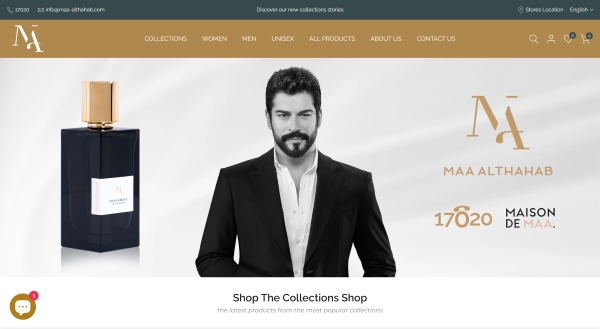 17020
info@maa-althahab.com
Discover our new collections stories
Stores Location
English
MA
COLLECTIONS
WOMEN
MEN
UNISEX
ALL PRODUCTS
ABOUT US
CONTACT US
0
0
MA
MA
MAA ALTHAHAB
17020
MAISON
DE MAA.
Shop The Collections Shop
the latest products from the most popular collections
1